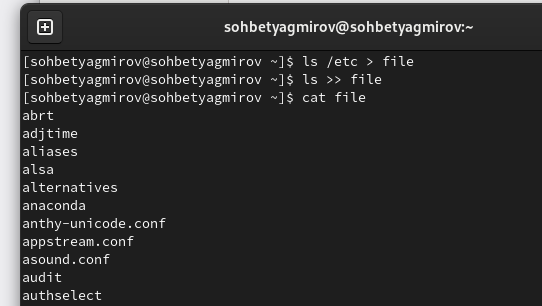 sohbetyagmirov@sohbetyagmirov:~
[sohbetyagmirov@sohbetyagmirov ~]$ ls /etc > file
[sohbetyagmirov@sohbetyagmirov ~]$ ls >> file
[sohbetyagmirov@sohbetyagmirov ~]$ cat file
abrt
adjtime
aliases
alsa
alternatives
anaconda
anthy-unicode.conf
appstream.conf
asound.conf
audit
authselect